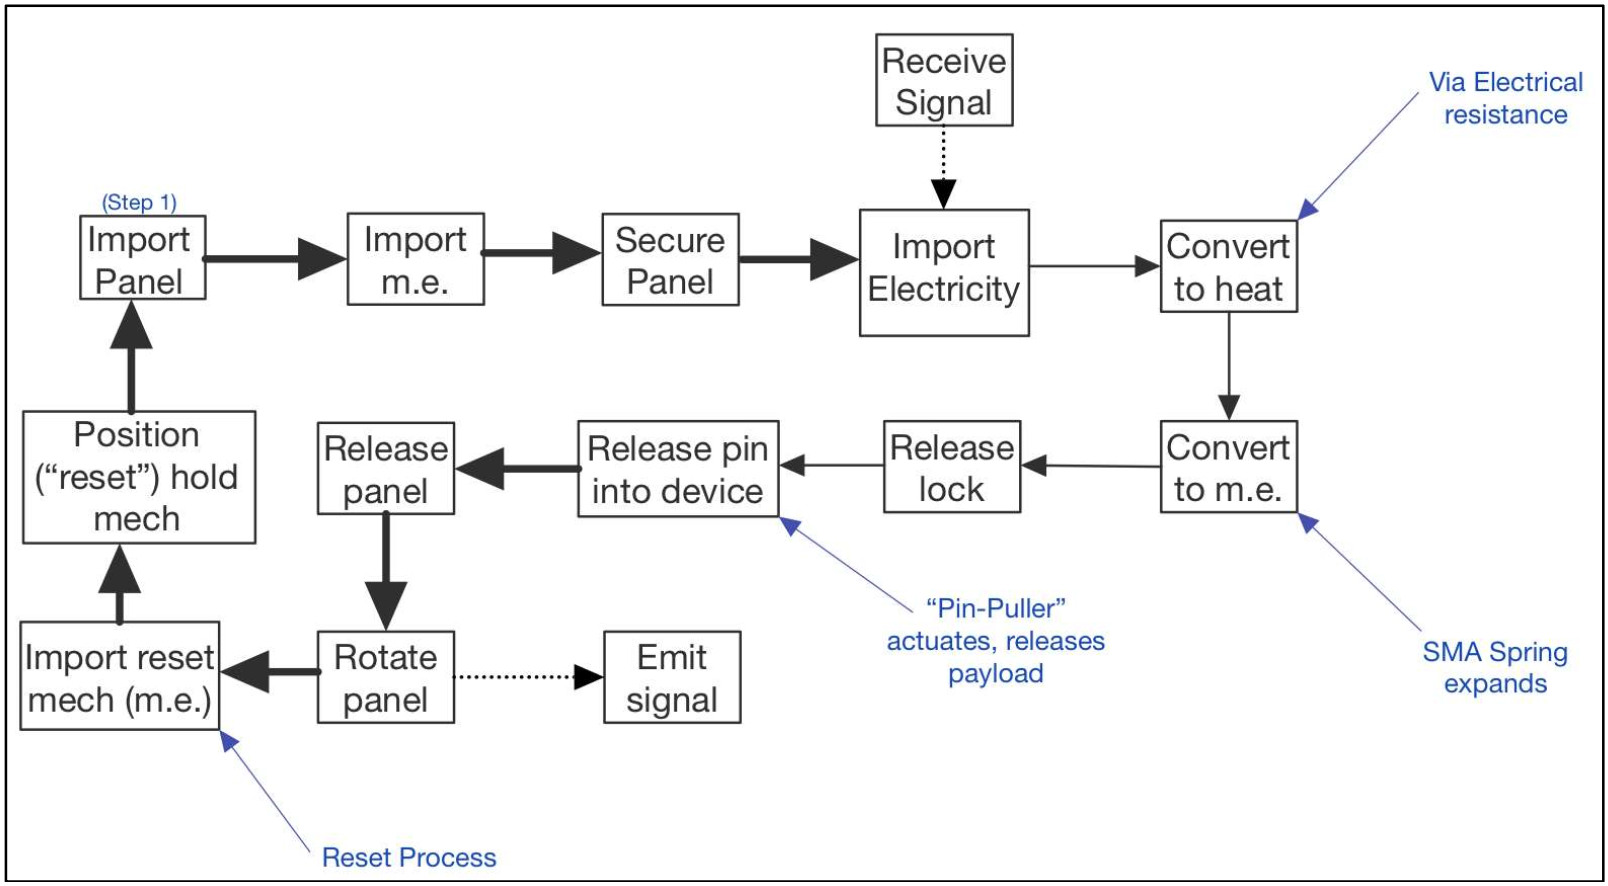 Receive
Signal
Via Electrical
resistance
(Step 1)
Import
Panel
Import
m.e.
Secure
Panel
Import
Electricity
Convert
to heat
Position
(“reset”) hold
mech
Release
panel
Release pin
into device
Release
lock
Convert
to m.e.
“Pin-Puller”
actuates, releases
payload
SMA Spring
expands
Import reset
mech (m.e.)
Rotate
panel
Emit
signal
Reset Process